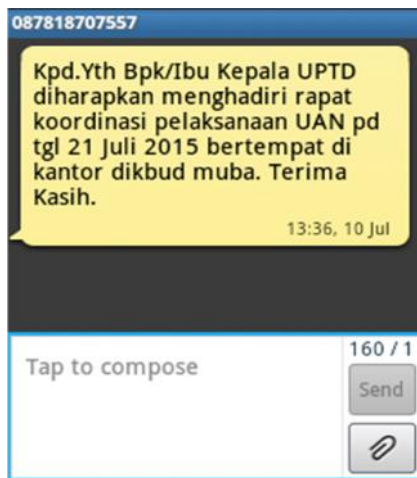 087818707557
Kpd.Yth Bpk/Ibu Kepala UPTD
diharapkan menghadiri rapat
koordinasi pelaksanaan UAN pd
tgl 21 Juli 2015 bertempat di
kantor dikbud muba. Terima
Kasih.
13:36, 10 Jul
160 / 1
Tap to compose
Send